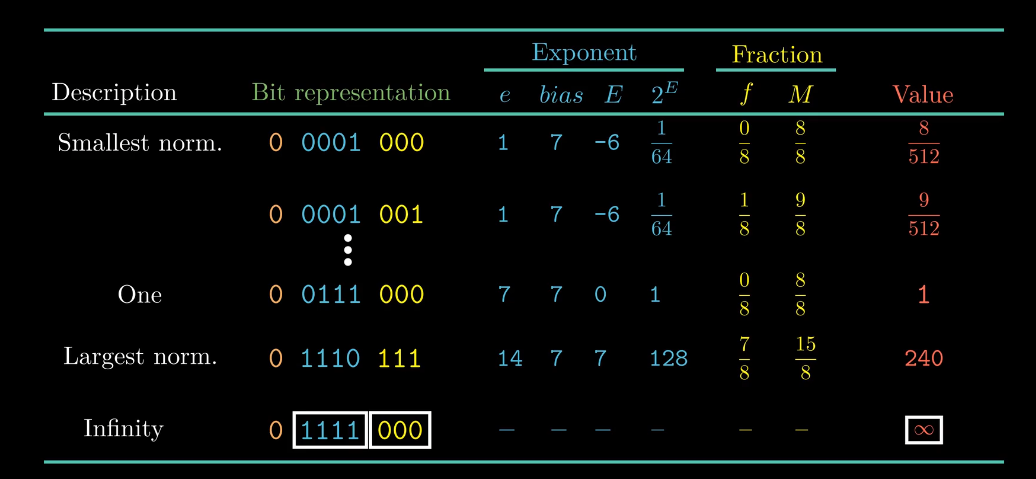 Exponent Fraction
Description Bit representation e bias E 2^E f M Value
Smallest norm. 0 0001 000 1 7 -6 1/64 0/8 8/8 8/512
0 0001 001 1 7 -6 1/64 1/8 9/8 9/512
One 0 0111 000 7 7 0 1 0/8 8/8 1
Largest norm. 0 1110 111 14 7 7 128 7/8 15/8 240
Infinity 0 1111 000 – – – – – – ∞